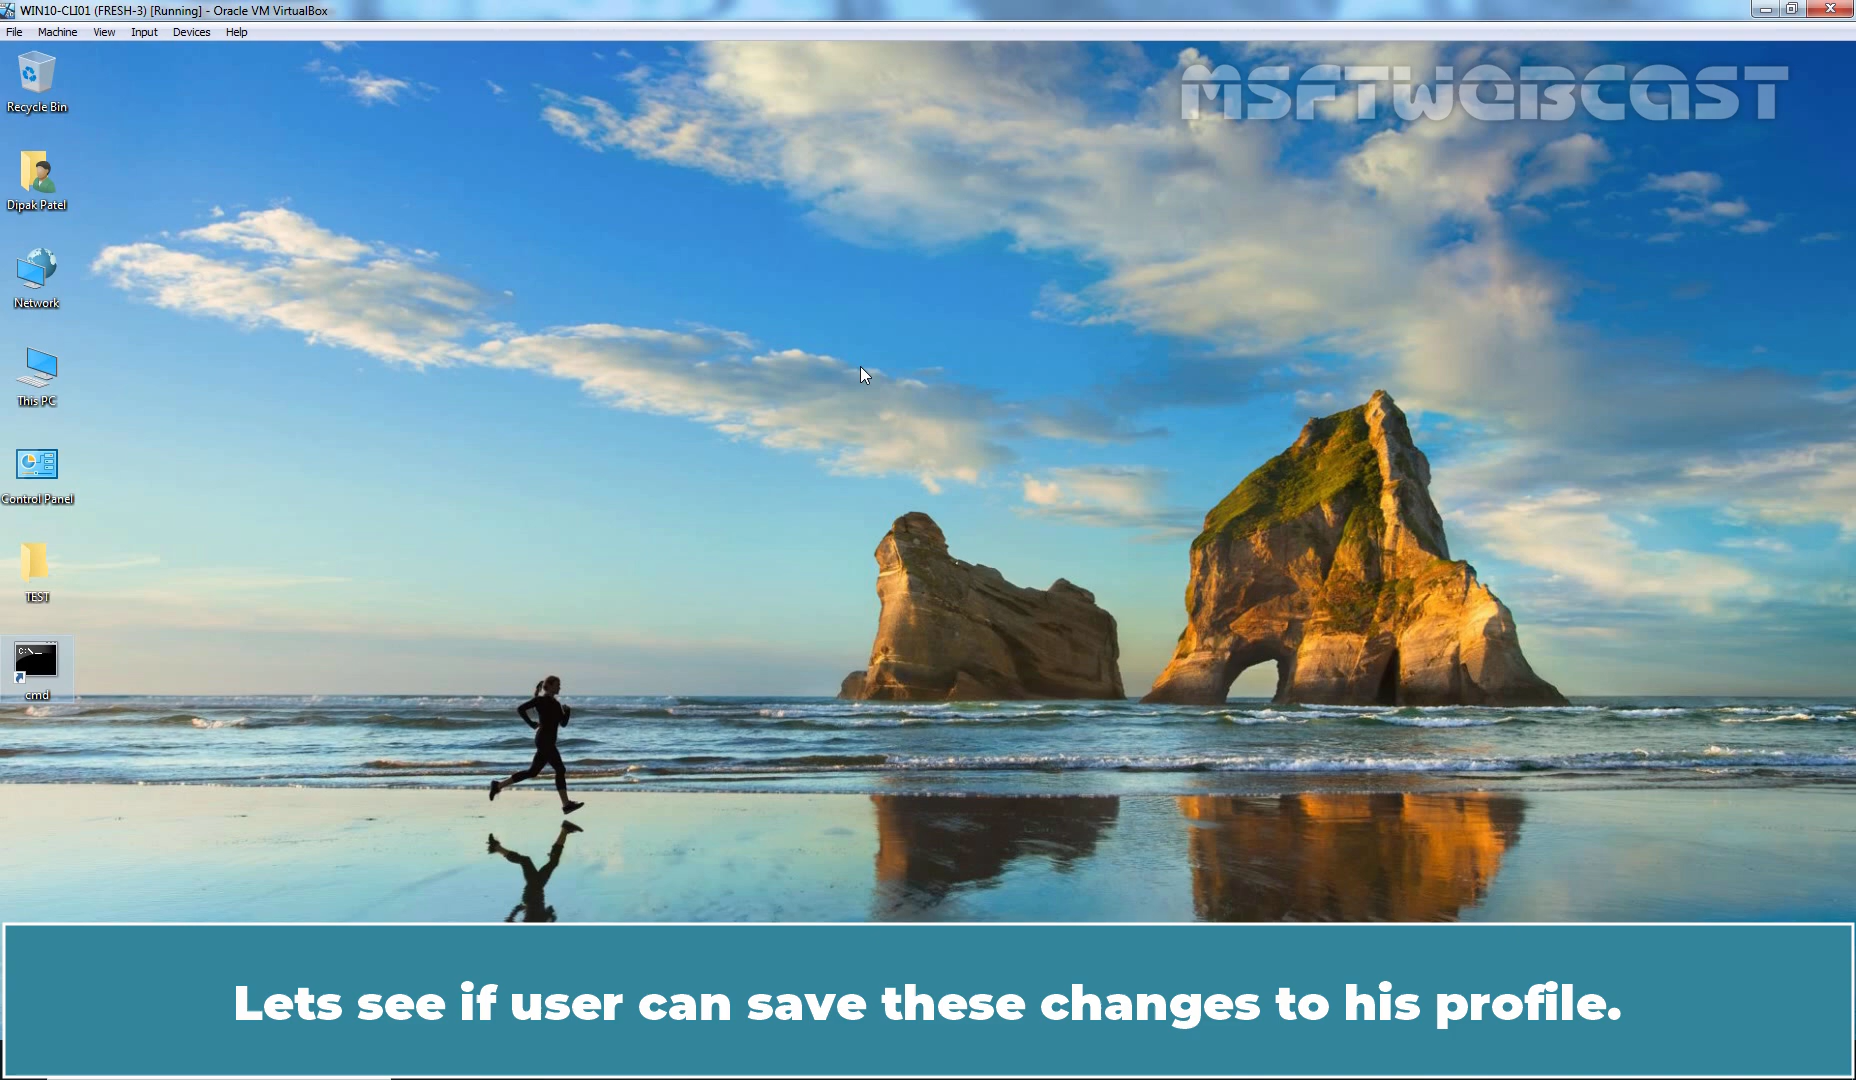 WIN10-CLI01 (FRESH-3) [Running] - Oracle VM VirtualBox
File Machine View Input Devices Help
MSFTWEBCAST
Recycle Bin
Dipak Patel
Network
This PC
Control Panel
TEST
C:\_
cmd
Lets see if user can save these changes to his profile.